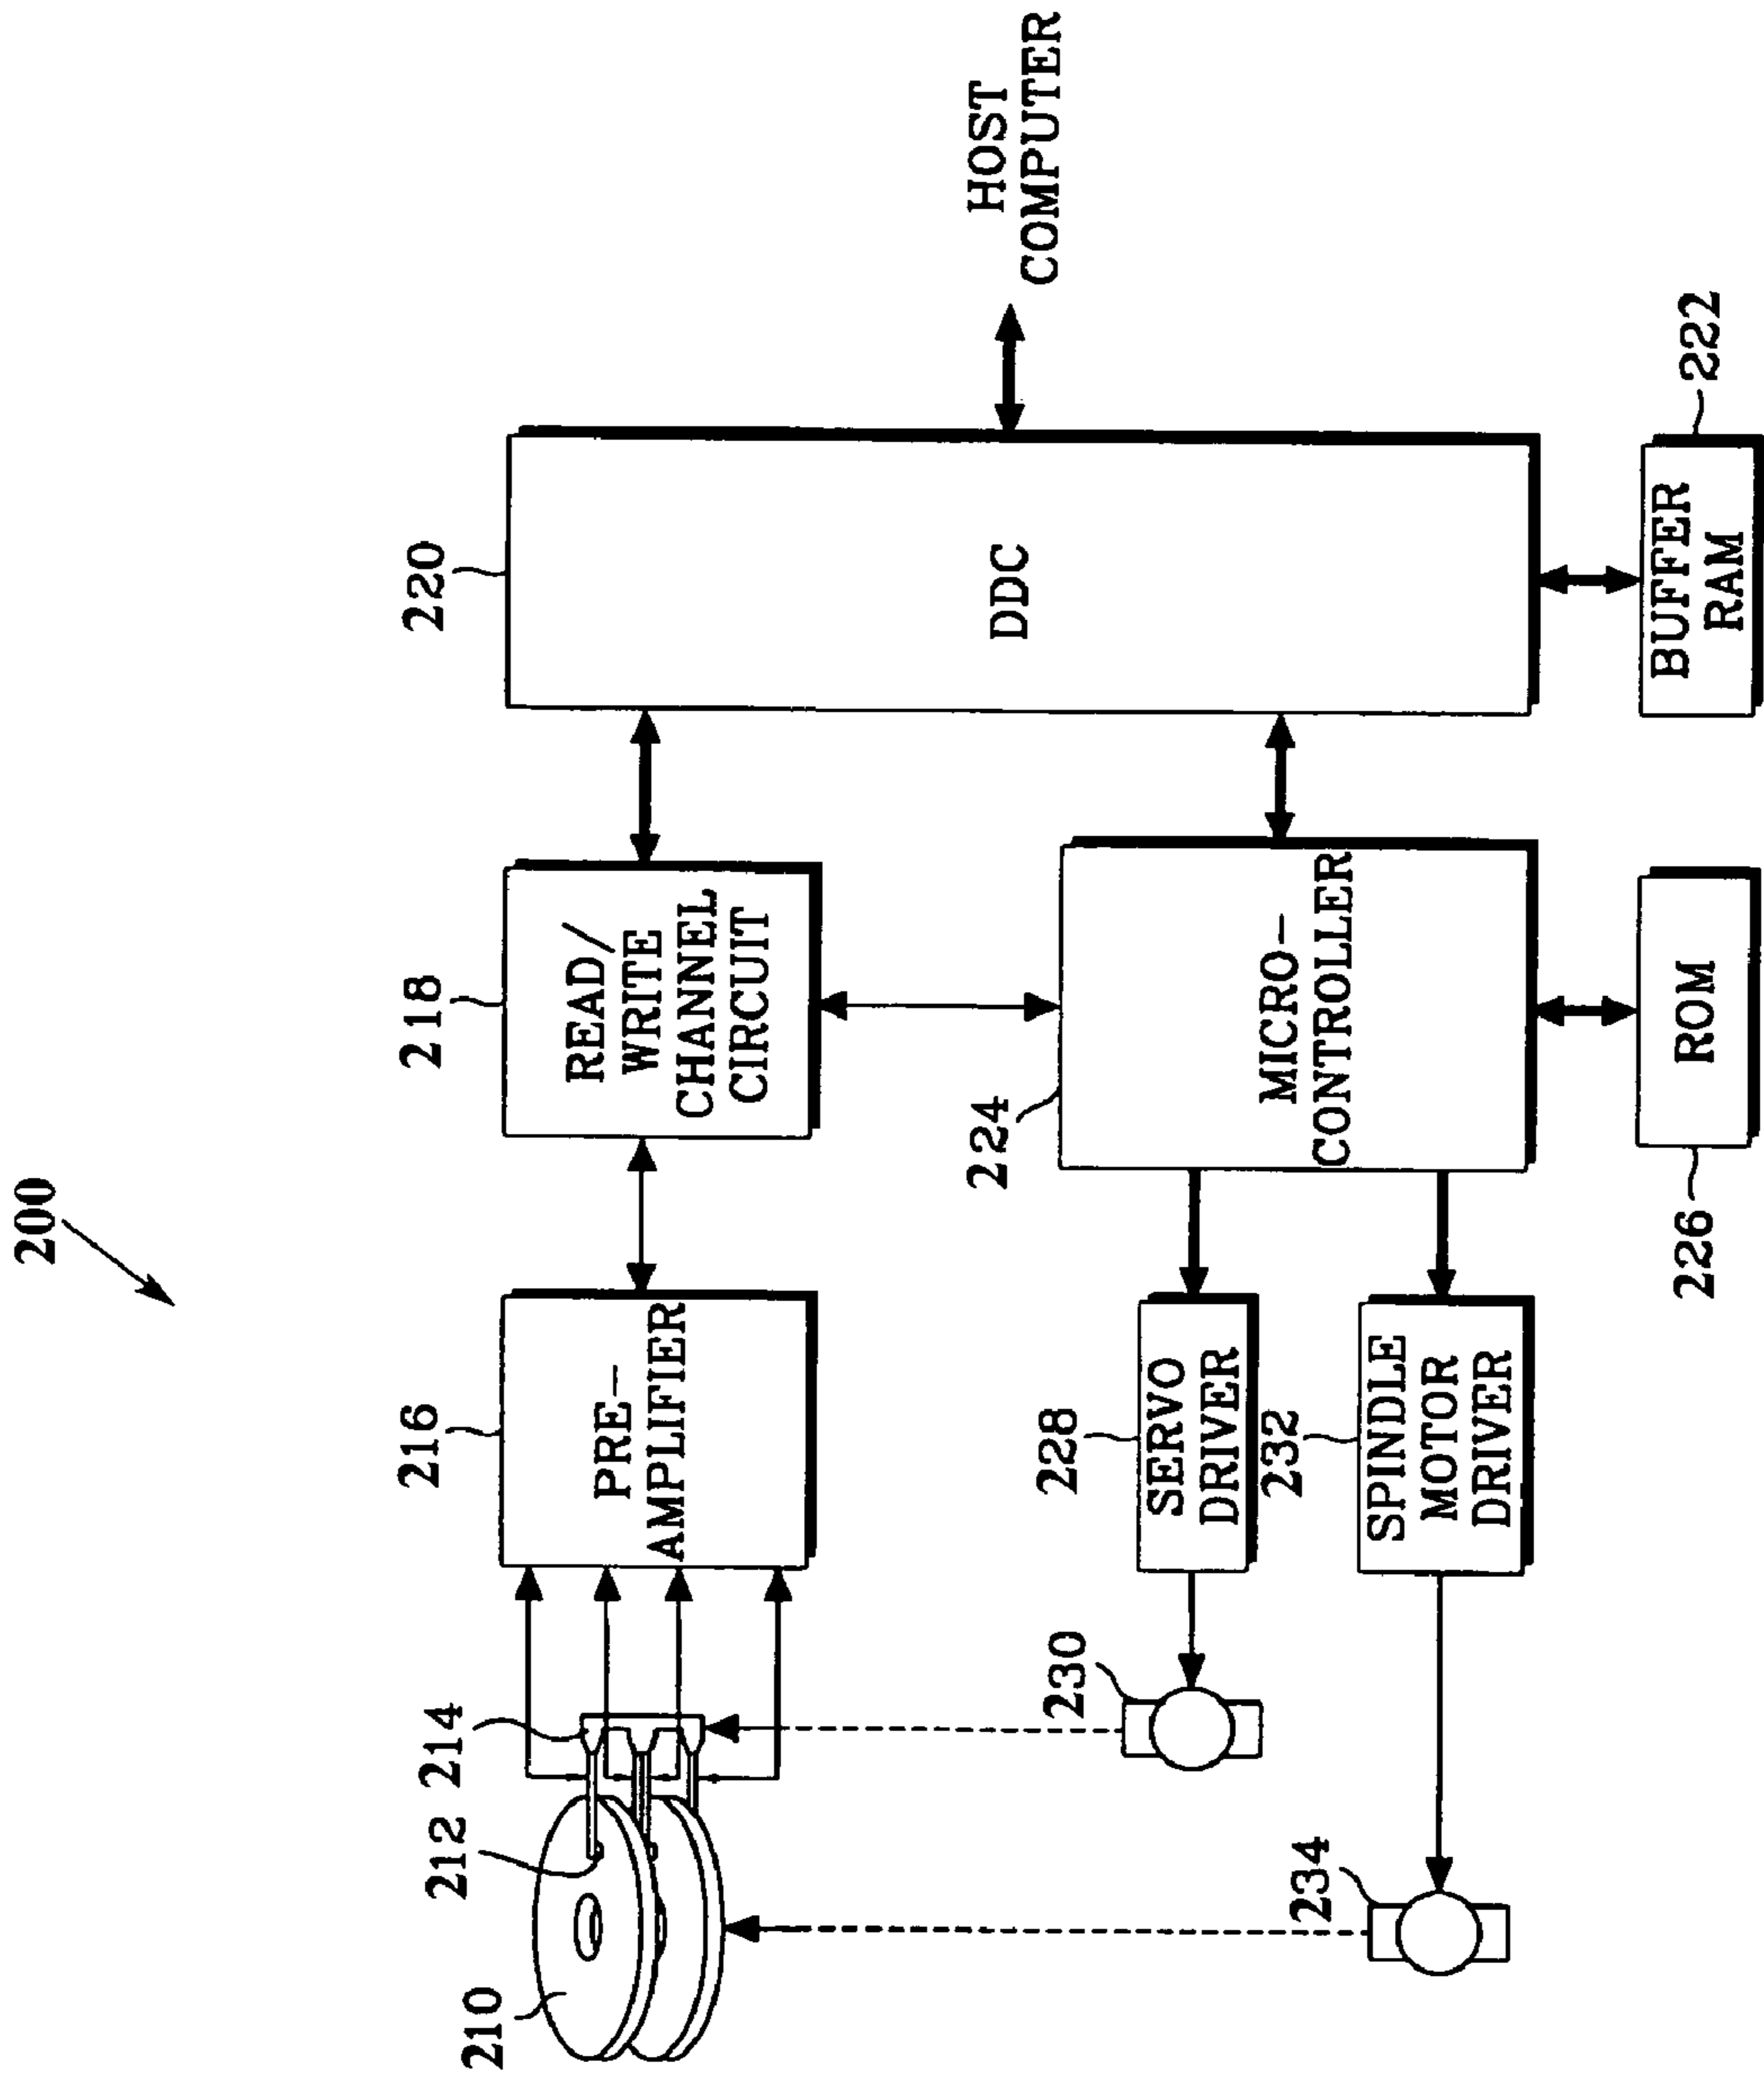 200
210
212
214
216
PRE-
AMPLIFIER
218
READ/
WRITE
CHANNEL
CIRCUIT
220
DDC
HOST
COMPUTER
230
228
SERVO
DRIVER
224
MICRO-
CONTROLLER
234
232
SPINDLE
MOTOR
DRIVER
226
ROM
BUFFER
RAM
222